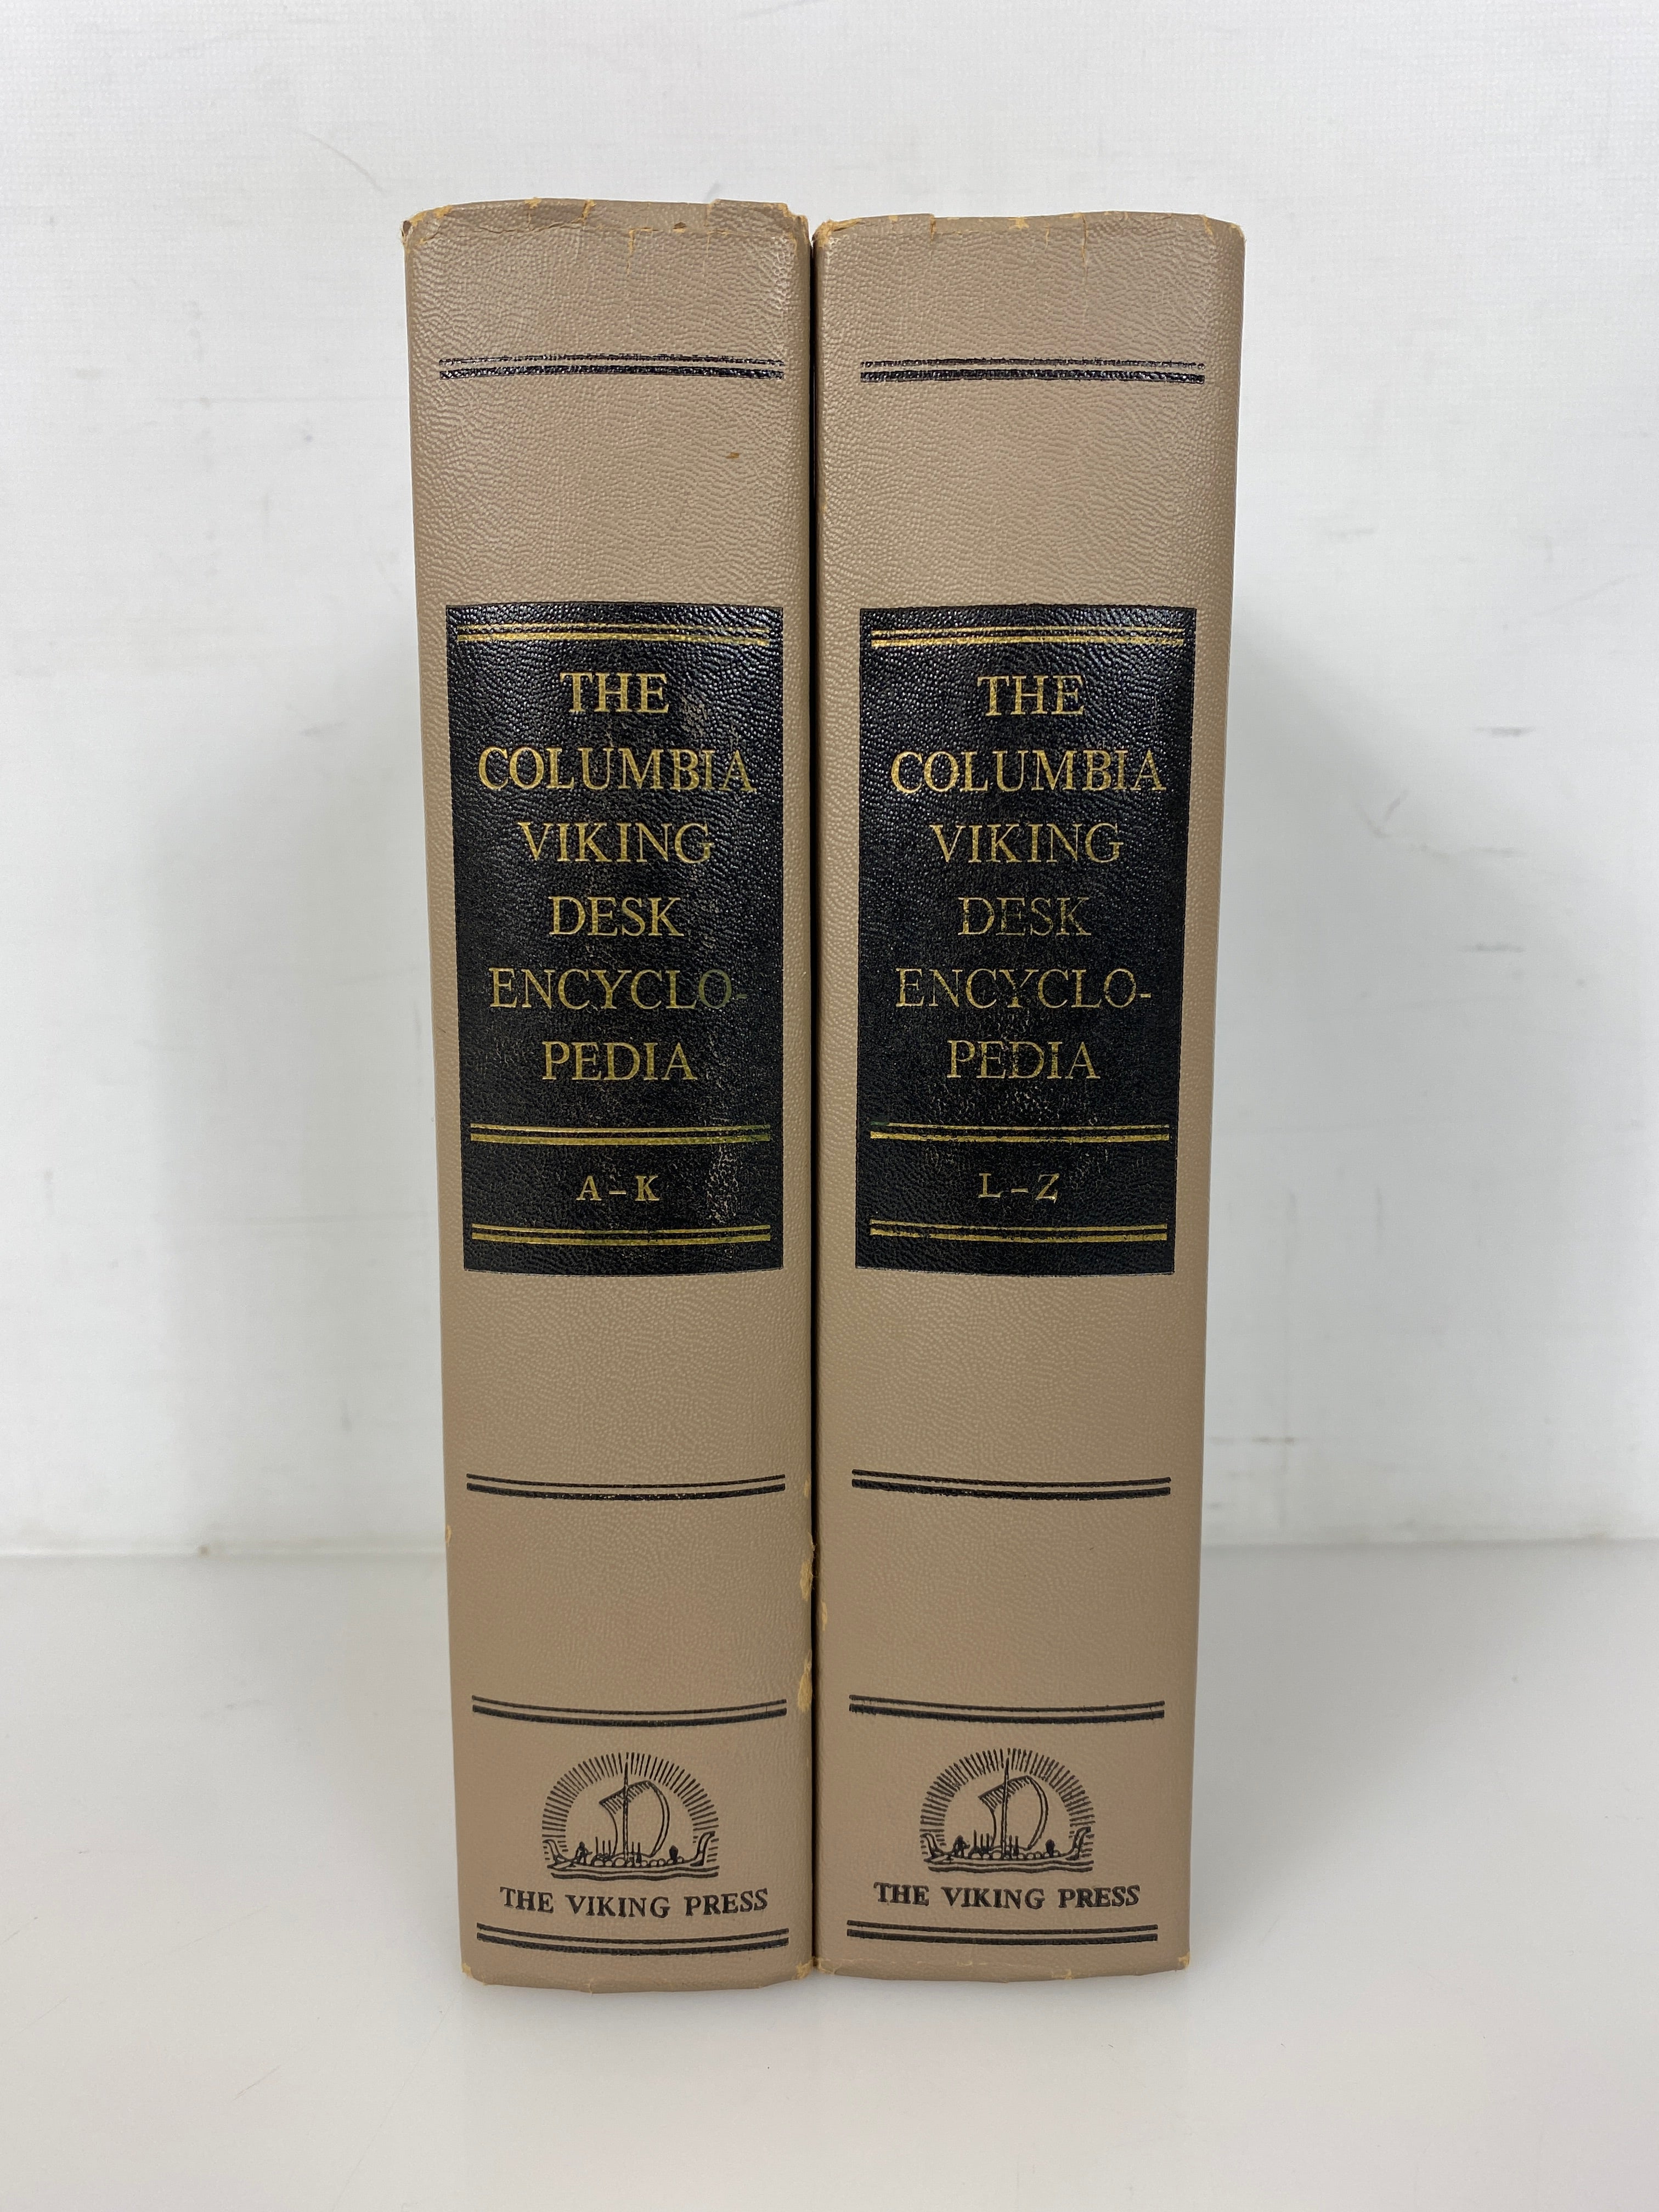 THE
COLUMBIA
VIKING
DESK
ENCYCLO-
PEDIA
A-K
THE VIKING PRESS
THE
COLUMBIA
VIKING
DESK
ENCYCLO-
PEDIA
L-Z
THE VIKING PRESS